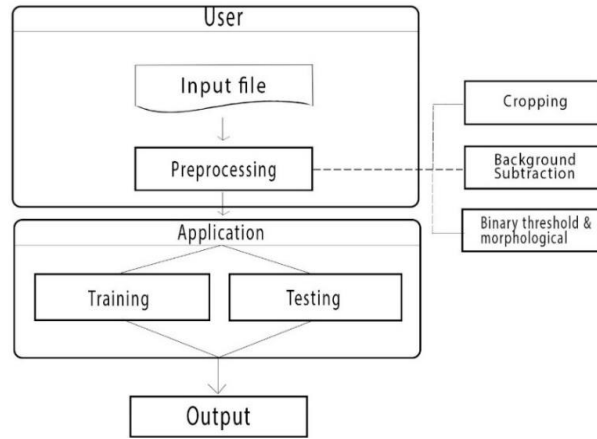 User
Input file
Preprocessing
Cropping
Background
Subtraction
Binary threshold &
morphological
Application
Training
Testing
Output